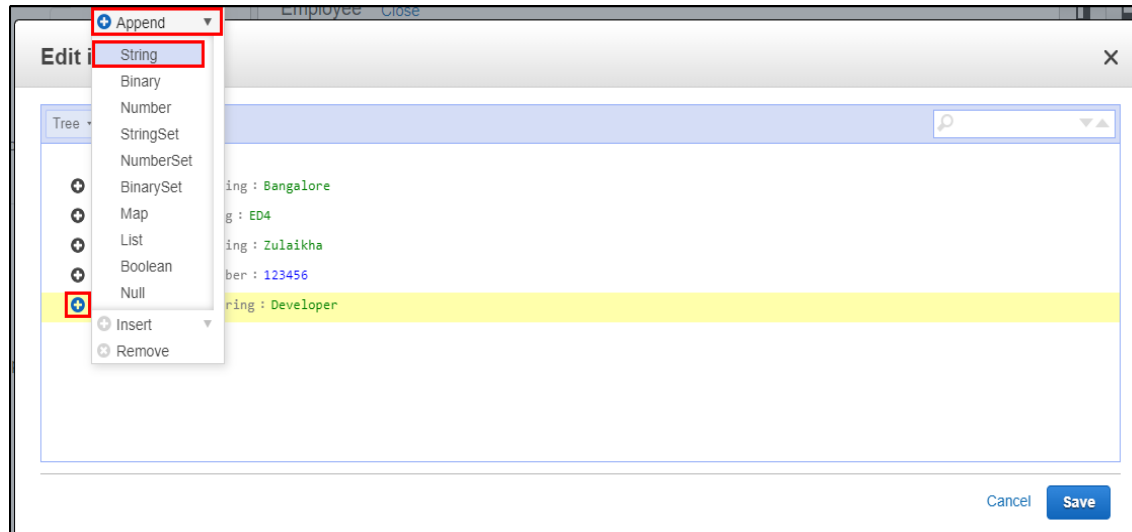 Employee Close
Append
Edit i
String
Binary
Number
Tree
StringSet
NumberSet
BinarySet
ing : Bangalore
Map
g : ED4
List
ing : Zulaikha
Boolean
ber : 123456
Null
ring : Developer
Insert
Remove
Cancel
Save